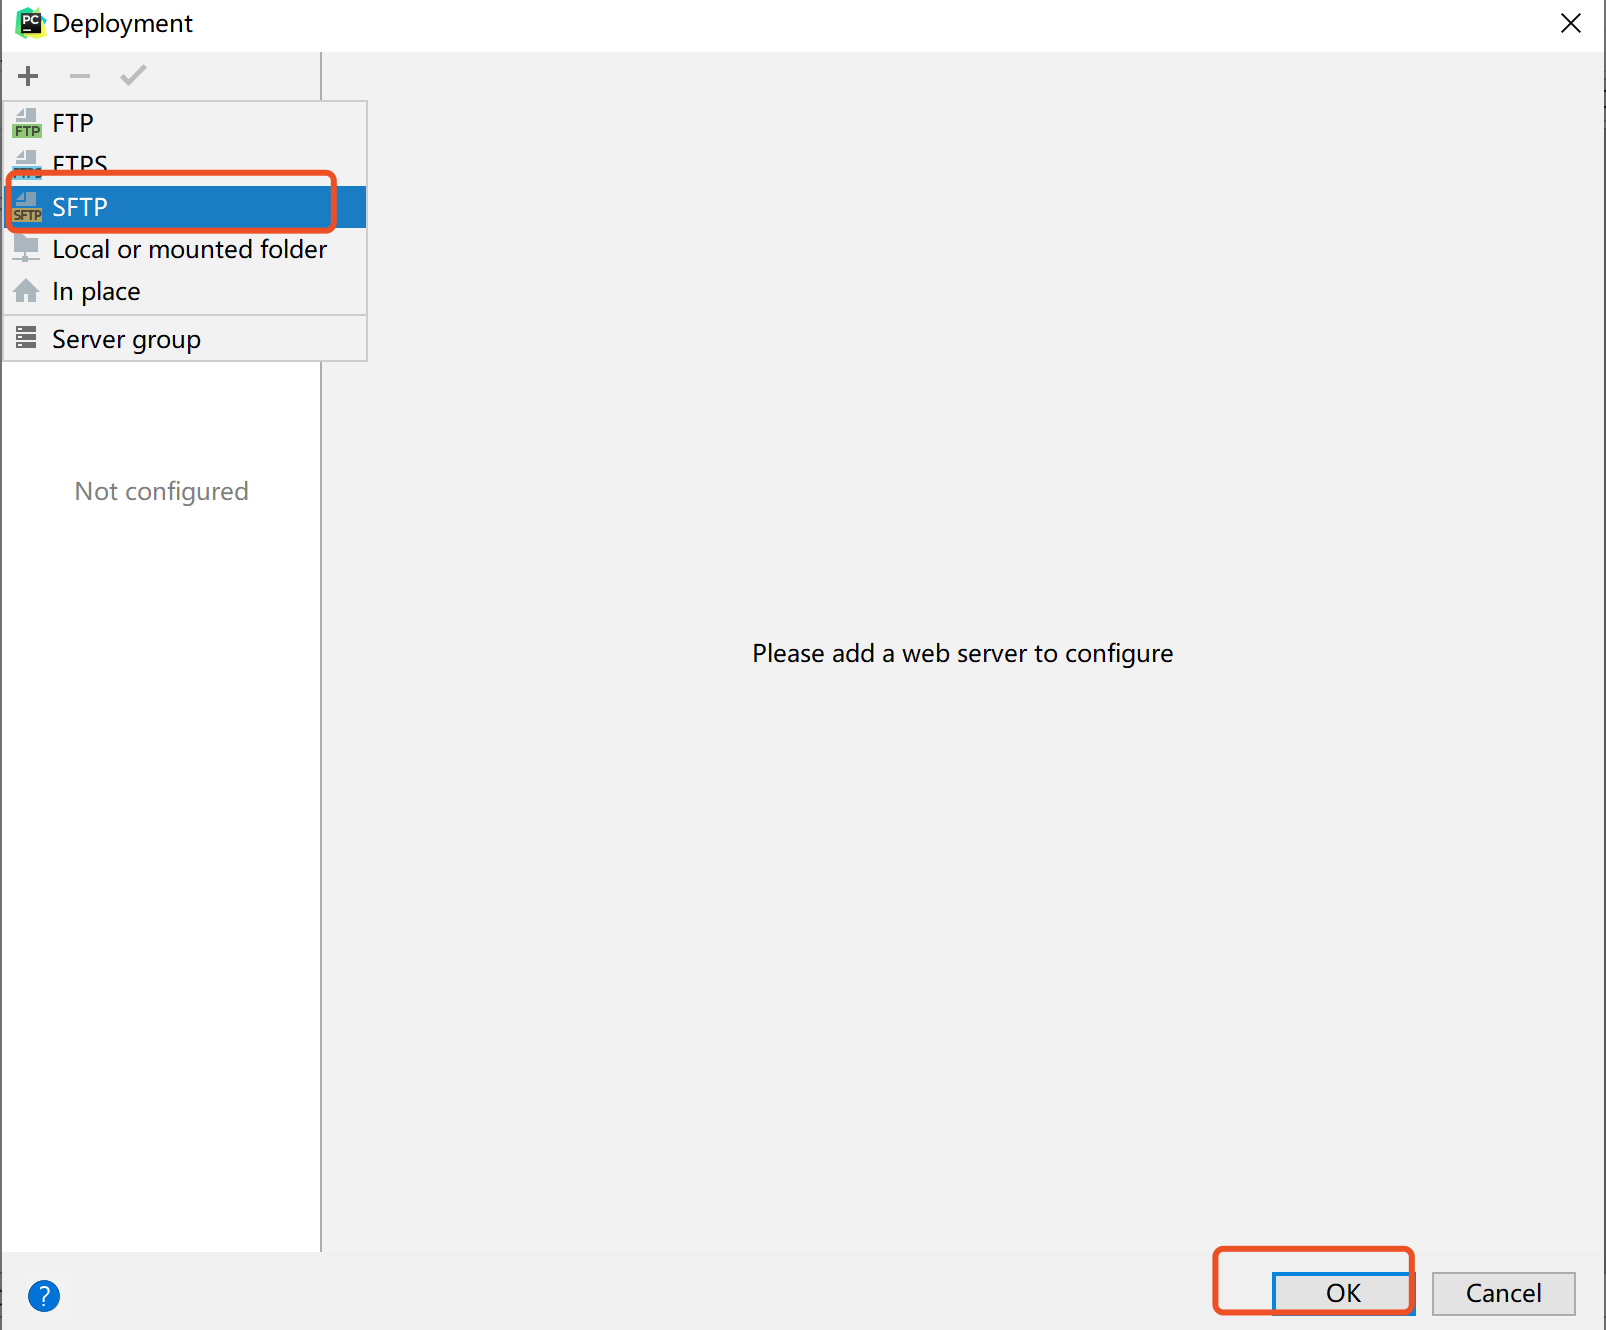 PC
Deployment
FTP
FTP
FTPS
SFTP
SFTP
Local or mounted folder
In place
Server group
Not configured
Please add a web server to configure
?
OK
Cancel